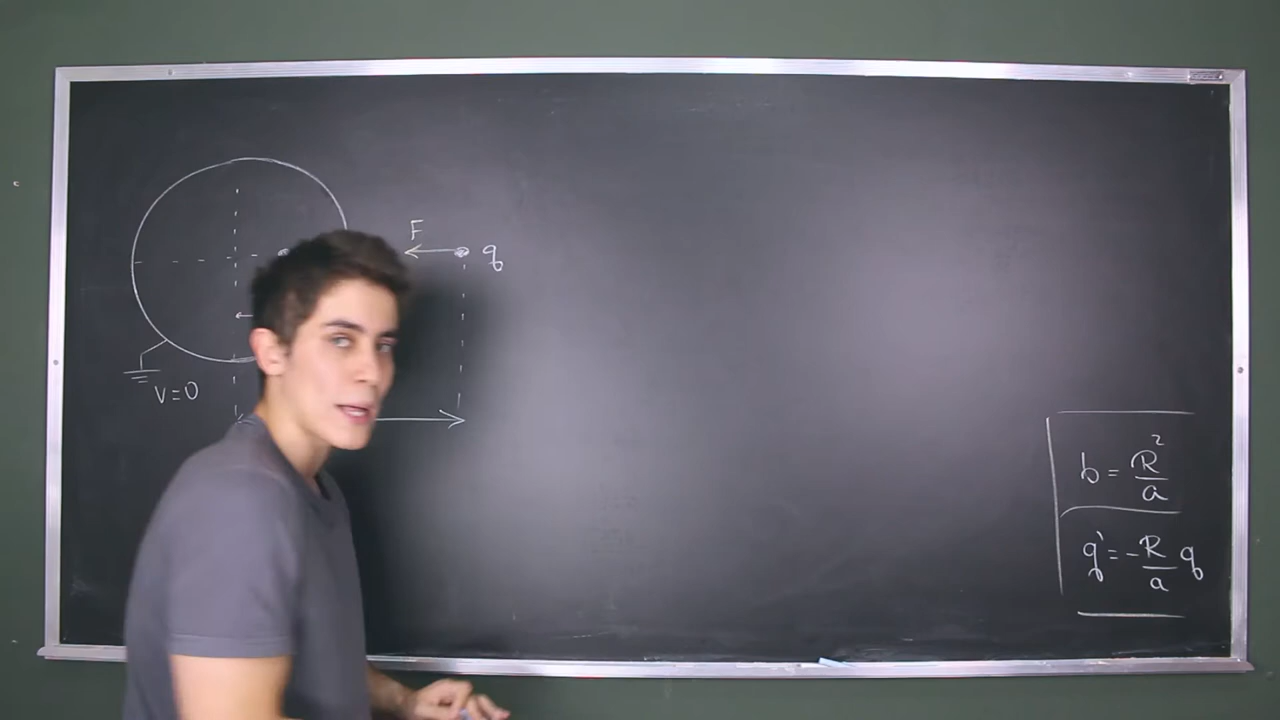 F
q
V=0
b = R²/a
q' = -R/a q